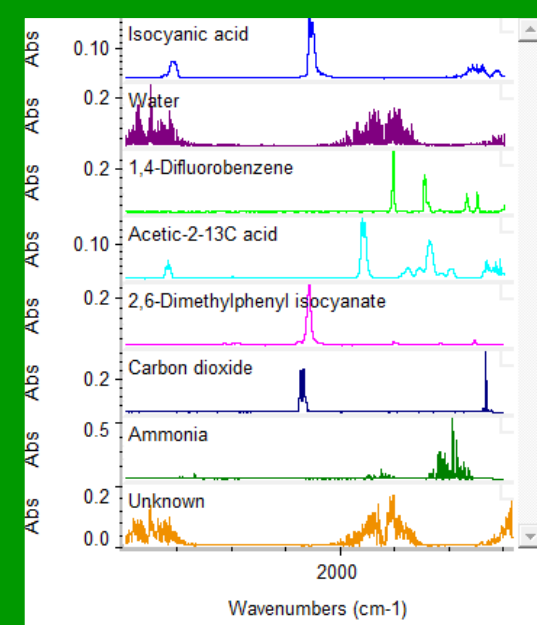 Abs 0.10 Isocyanic acid
Abs 0.2 Water
Abs 0.2 1,4-Difluorobenzene
Abs 0.10 Acetic-2-13C acid
Abs 0.2 2,6-Dimethylphenyl isocyanate
Abs 0.2 Carbon dioxide
Abs 0.5 Ammonia
Abs 0.2 Unknown
0.0
2000
Wavenumbers (cm-1)